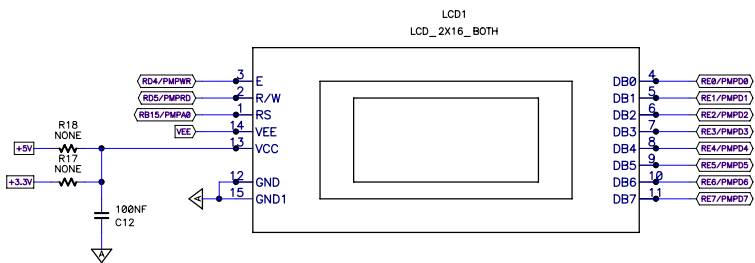 LCD1
LCD_2X16_BOTH
RD4/PMPWR 3 E DB0 4 RE0/PMPD0
RD5/PMPRD 2 R/W DB1 5 RE1/PMPD1
RB15/PMPA0 1 RS DB2 6 RE2/PMPD2
VEE 14 VEE DB3 7 RE3/PMPD3
R18
NONE
+5V 13 VCC DB4 8 RE4/PMPD4
R17
NONE
DB5 9 RE5/PMPD5
+3.3V 12 GND DB6 10 RE6/PMPD6
A 15 GND1 DB7 11 RE7/PMPD7
100NF
C12
A